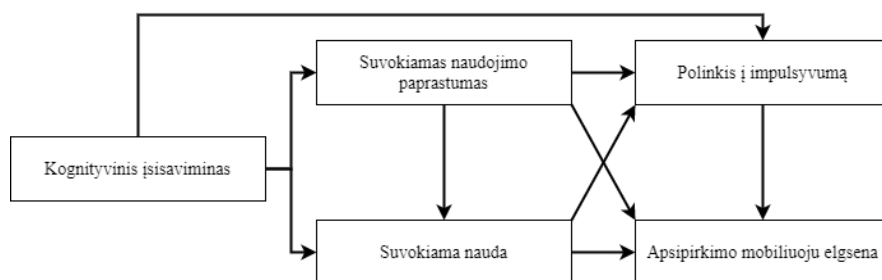 Suvokiamas naudojimo
paprastumas
Polinkis į impulsyvumą
Kognityvinis įsisavinimas
Suvokiama nauda
Apsipirkimo mobiliuoju elgsena